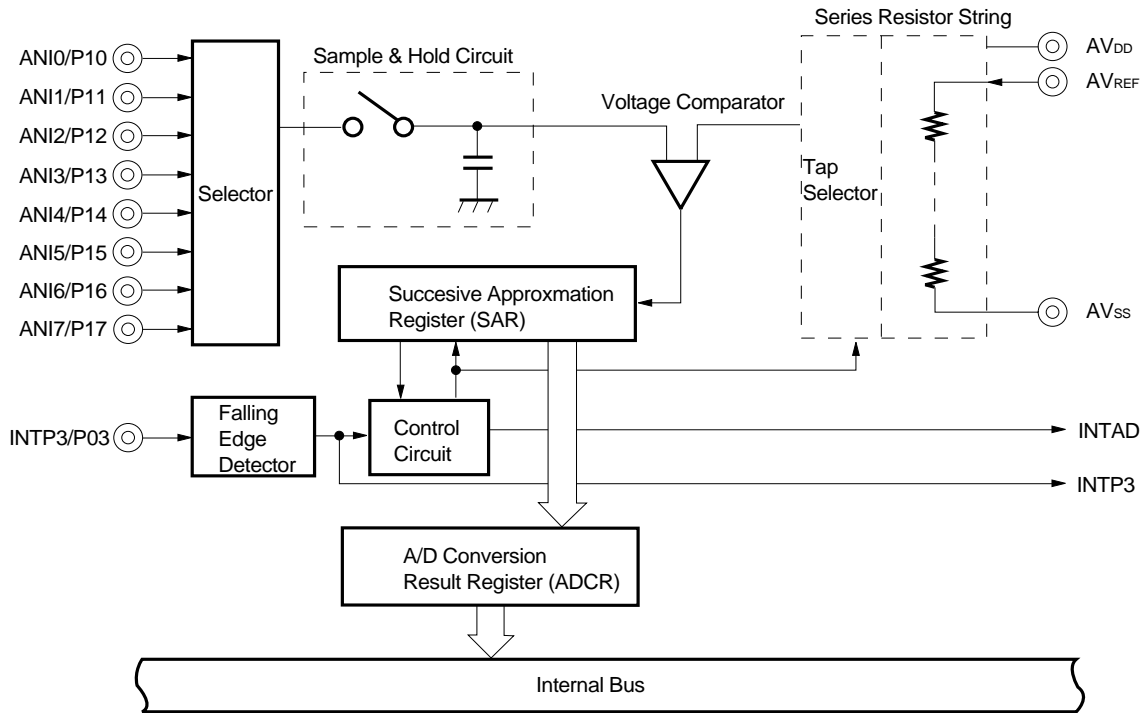 Series Resistor String
ANI0/P10
ANI1/P11
ANI2/P12
ANI3/P13
ANI4/P14
ANI5/P15
ANI6/P16
ANI7/P17
Selector
Sample & Hold Circuit
Voltage Comparator
Tap
Selector
AVDD
AVREF
AVSS
Succesive Approxmation
Register (SAR)
INTP3/P03
Falling
Edge
Detector
Control
Circuit
INTAD
INTP3
A/D Conversion
Result Register (ADCR)
Internal Bus